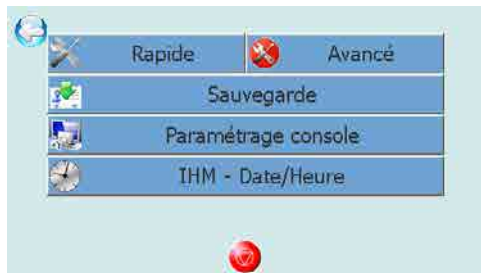 Rapide Avancé
Sauvegarde
Paramétrage console
IHM - Date/Heure